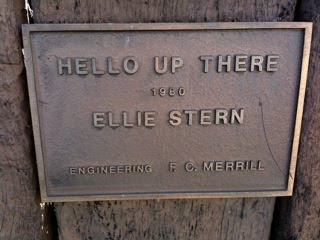 HELLO UP THERE
1980
ELLIE STERN
ENGINEERING F. C. MERRILL